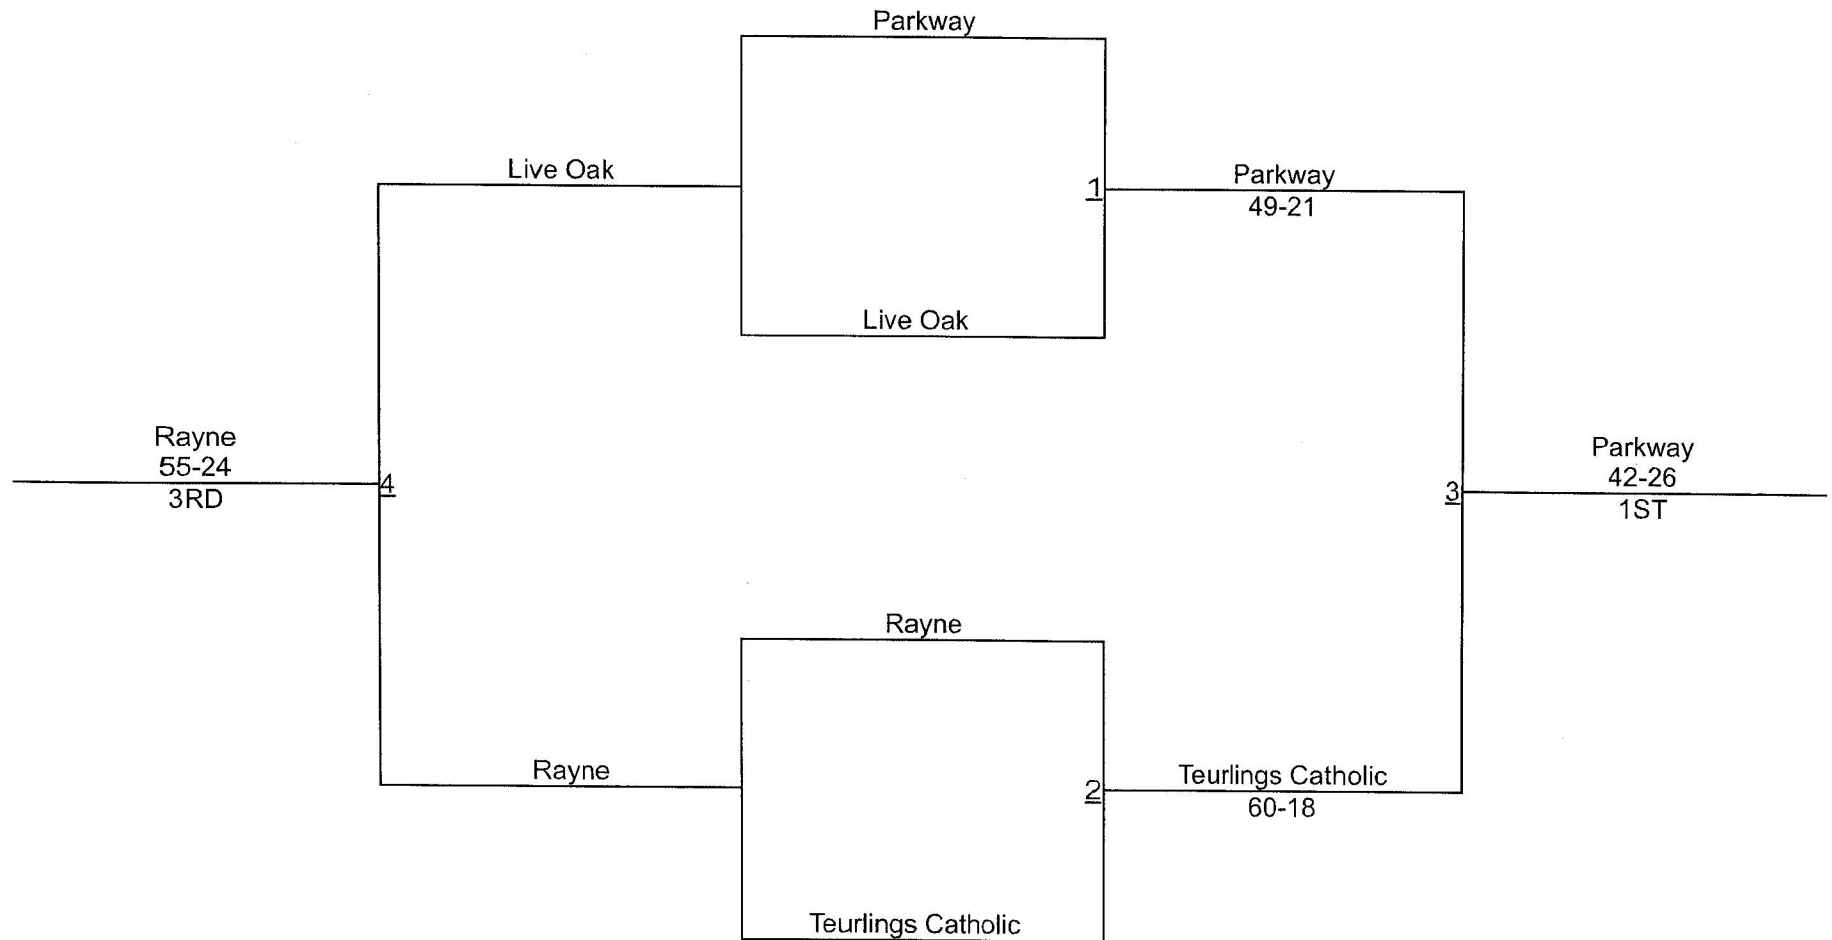 Parkway
Live Oak
1
Parkway
49-21
Live Oak
Rayne
55-24
3RD
4
3
Parkway
42-26
1ST
Rayne
Rayne
2
Teurlings Catholic
60-18
Teurlings Catholic